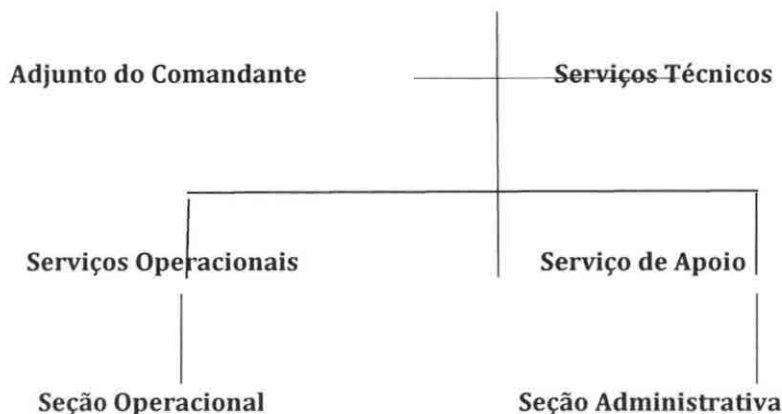 Adjunto do Comandante Serviços Técnicos
Serviços Operacionais Serviço de Apoio
Seção Operacional Seção Administrativa